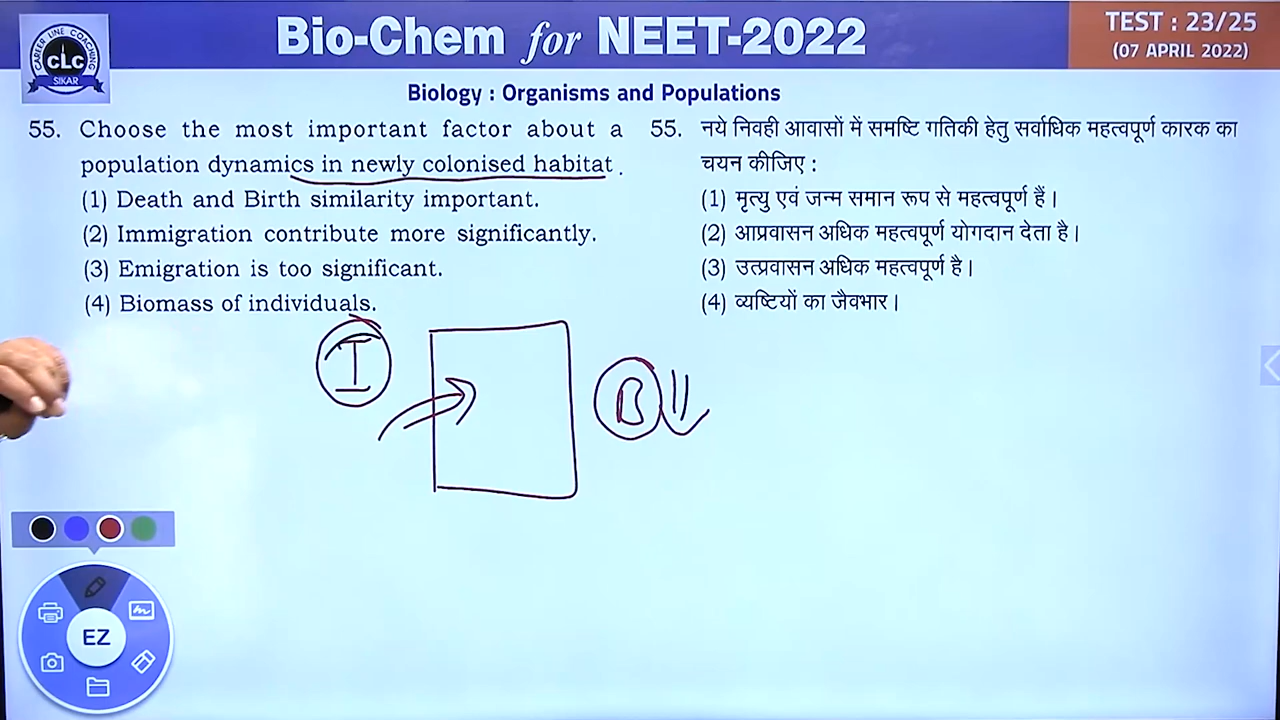 CAREER LINE COACHING
CLC
SIKAR
Bio-Chem for NEET-2022
TEST : 23/25
(07 APRIL 2022)
Biology : Organisms and Populations
55. Choose the most important factor about a
population dynamics in newly colonised habitat.
(1) Death and Birth similarity important.
(2) Immigration contribute more significantly.
(3) Emigration is too significant.
(4) Biomass of individuals.
55. नये निवही आवासों में समष्टि गतिकी हेतु सर्वाधिक महत्वपूर्ण कारक का
चयन कीजिए :
(1) मृत्यु एवं जन्म समान रूप से महत्वपूर्ण हैं।
(2) आप्रवासन अधिक महत्वपूर्ण योगदान देता है।
(3) उत्प्रवासन अधिक महत्वपूर्ण है।
(4) व्यष्टियों का जैवभार।
I
B
EZ